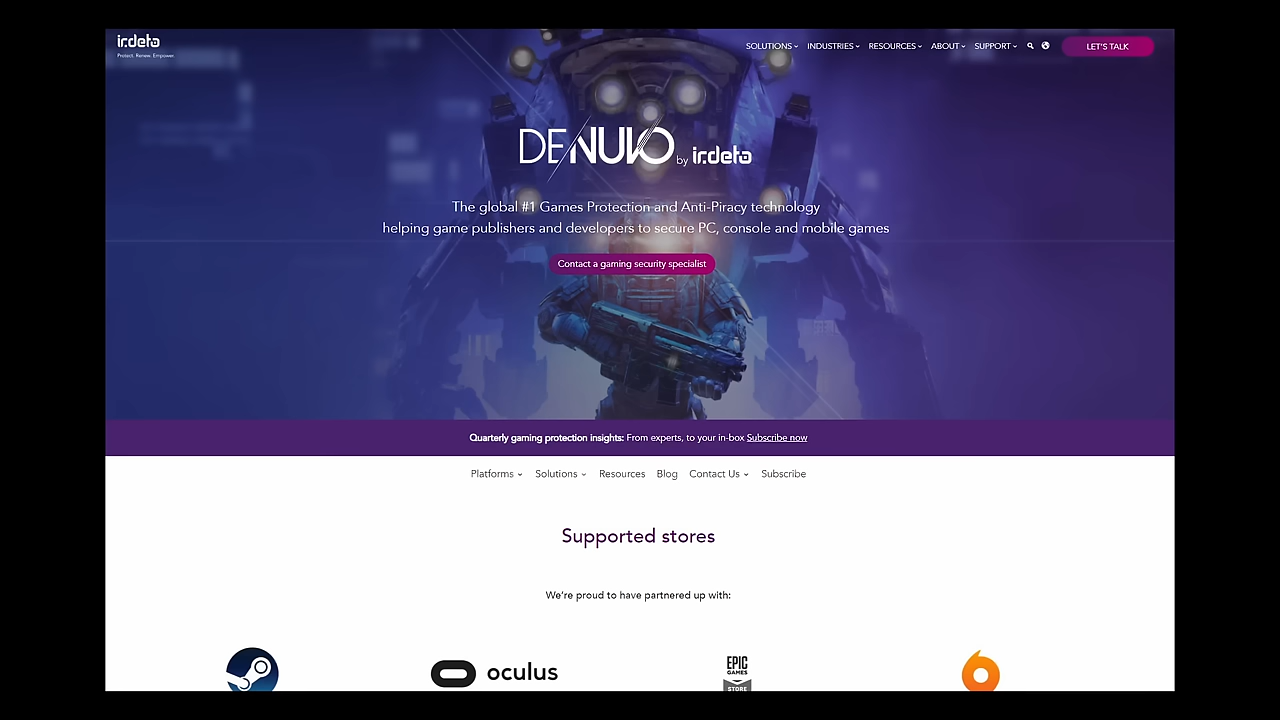 irdeto
Protect. Renew. Empower.
SOLUTIONS INDUSTRIES RESOURCES ABOUT SUPPORT LET'S TALK
DENUVO by irdeto
The global #1 Games Protection and Anti-Piracy technology
helping game publishers and developers to secure PC, console and mobile games
Contact a gaming security specialist
Quarterly gaming protection insights: From experts, to your in-box Subscribe now
Platforms Solutions Resources Blog Contact Us Subscribe
Supported stores
We're proud to have partnered up with:
oculus
EPIC
GAMES
STORE